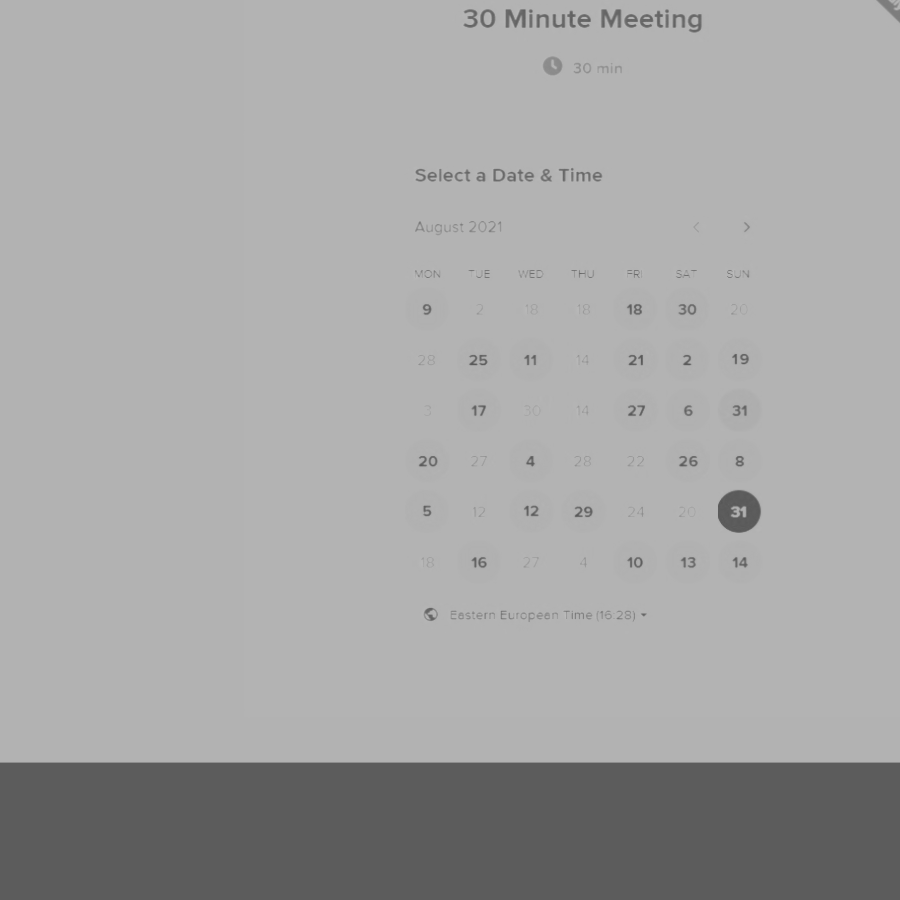 30 Minute Meeting
30 min
Select a Date & Time
August 2021
MON TUE WED THU FRI SAT SUN
9 2 18 18 18 30 20
28 25 11 14 21 2 19
3 17 30 14 27 6 31
20 27 4 28 22 26 8
5 12 12 29 24 20 31
18 16 27 4 10 13 14
Eastern European Time (16:28)